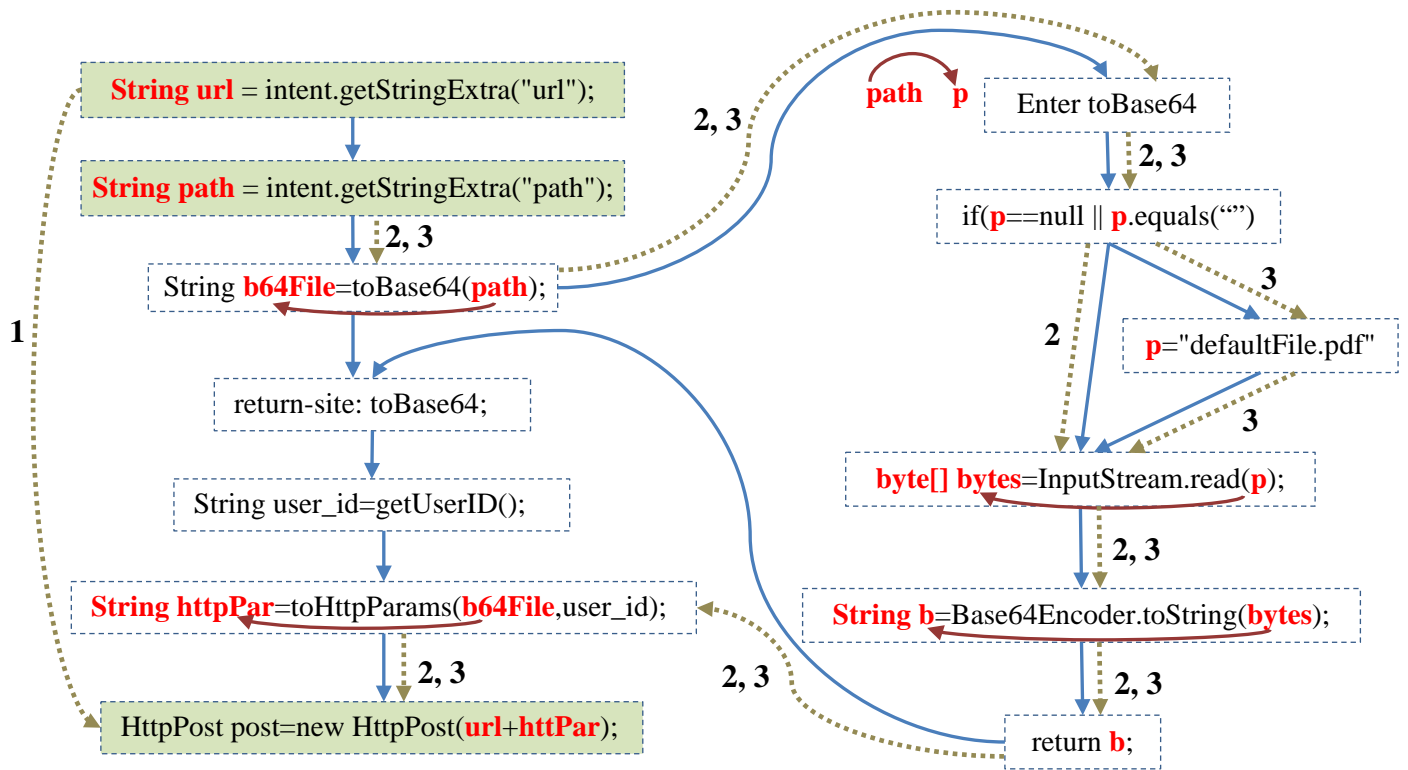 String url = intent.getStringExtra("url");
String path = intent.getStringExtra("path");
2, 3
String b64File=toBase64(path);
1
return-site: toBase64;
String user_id=getUserID();
String httpPar=toHttpParams(b64File,user_id);
2, 3
HttpPost post=new HttpPost(url+httPar);
2, 3
path p
Enter toBase64
2, 3
if(p==null || p.equals(“”)
3
2
p="defaultFile.pdf"
3
byte[] bytes=InputStream.read(p);
2, 3
String b=Base64Encoder.toString(bytes);
2, 3
2, 3
return b;